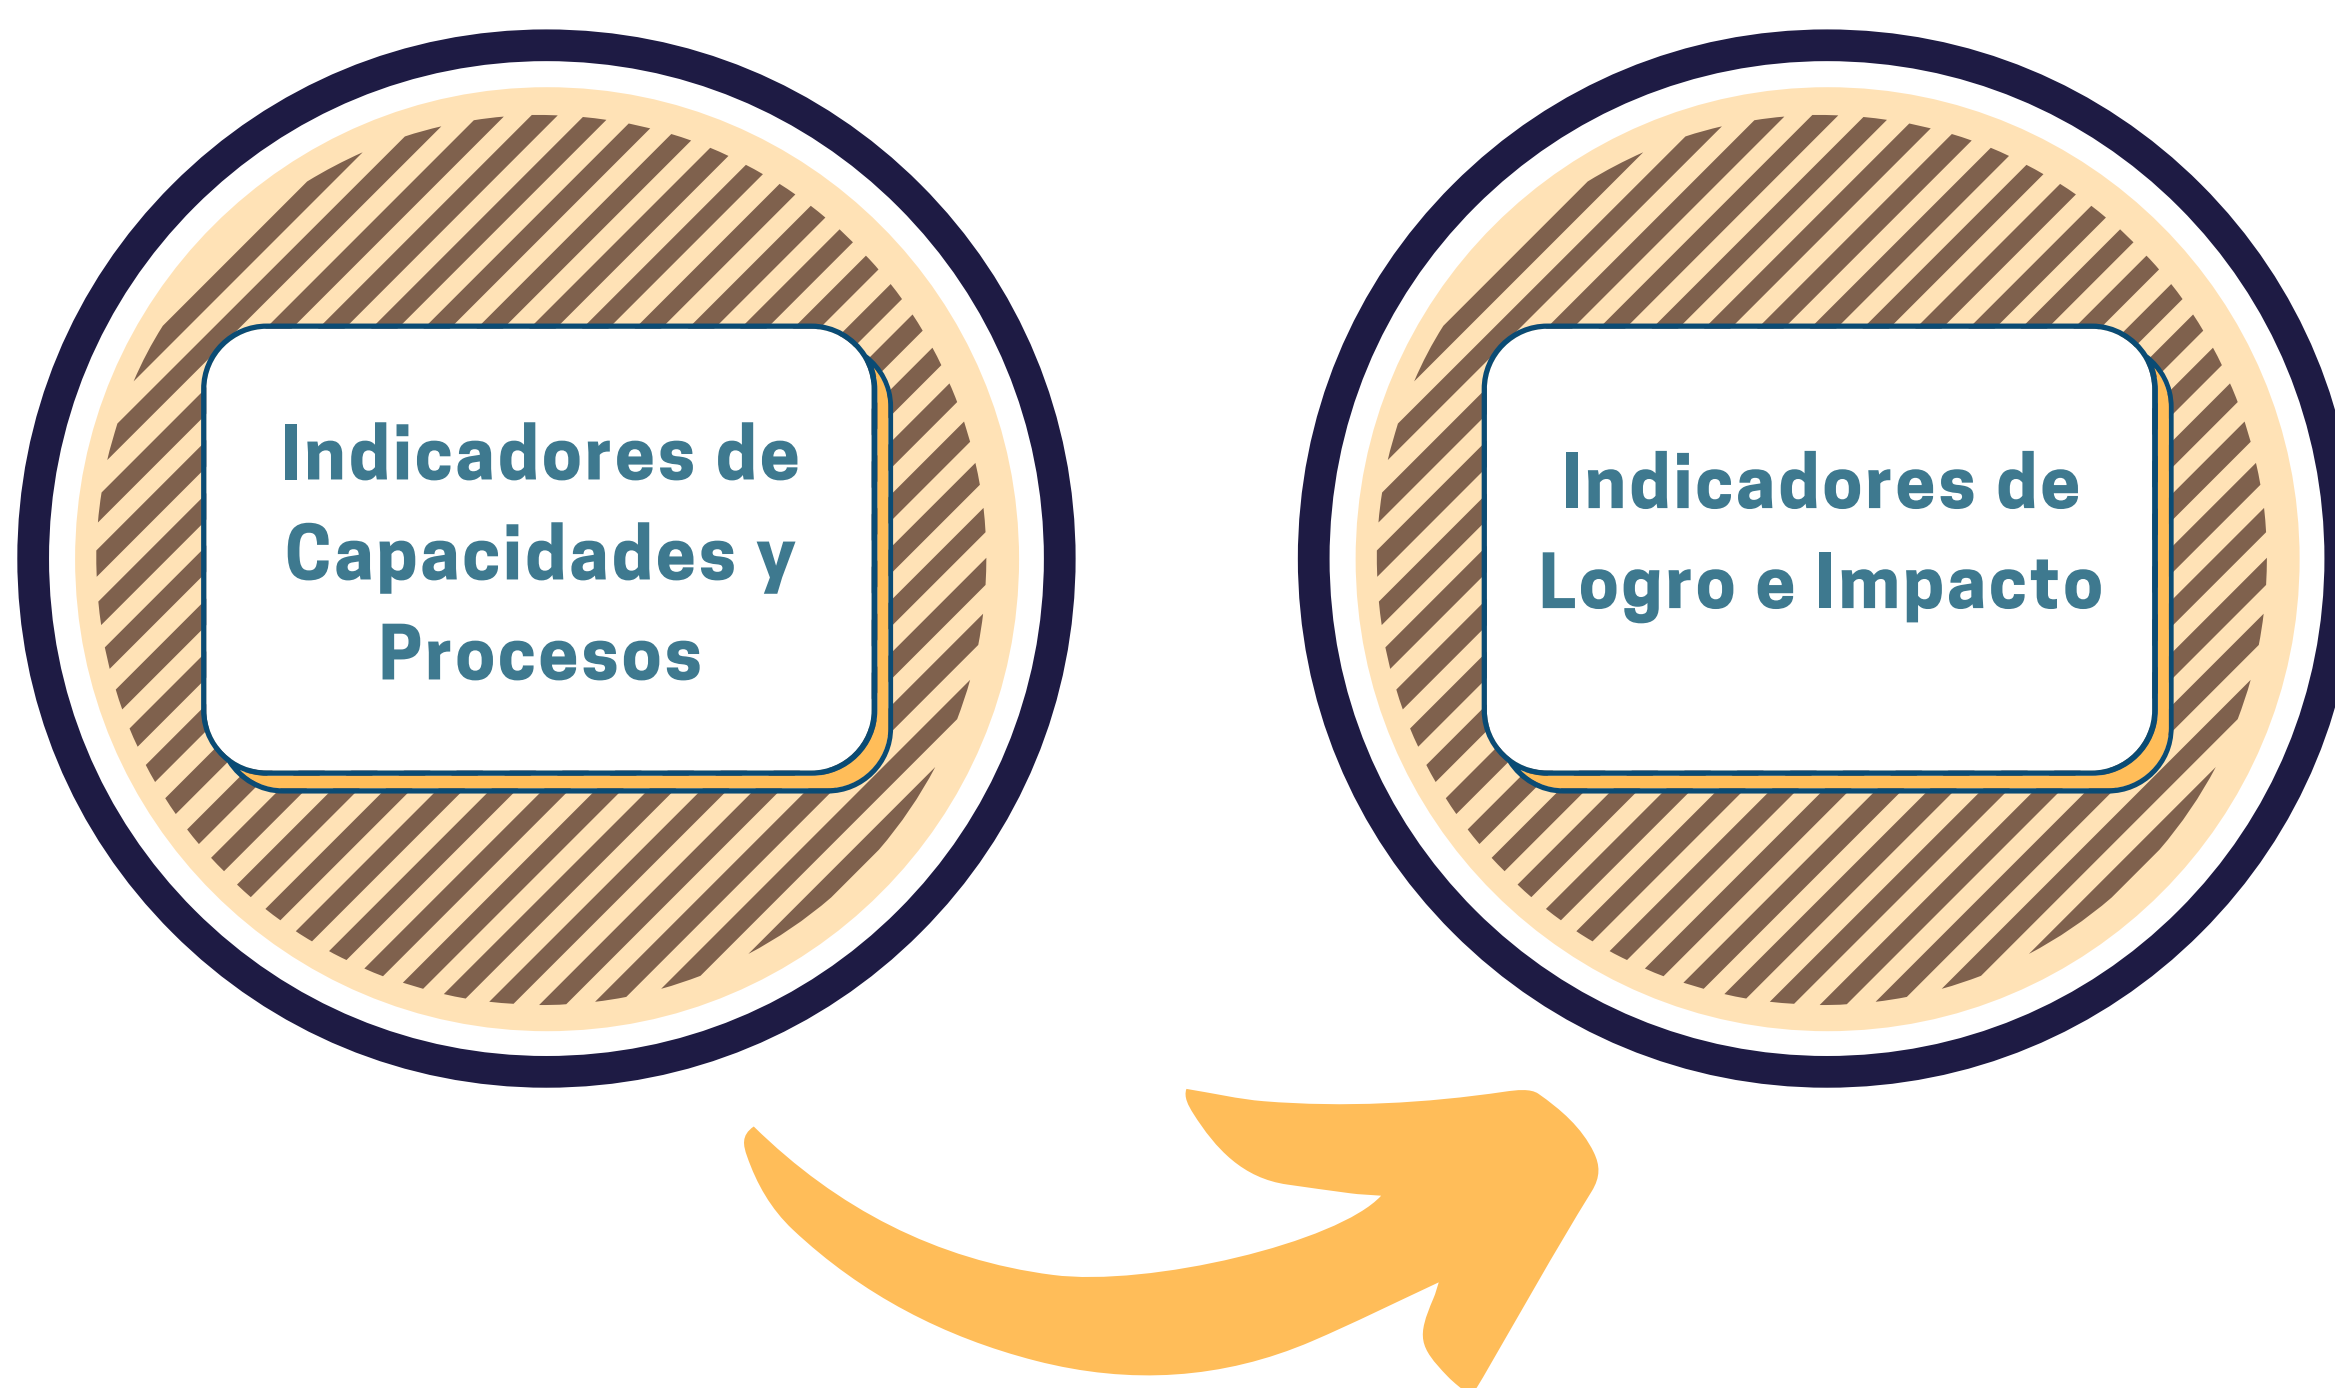 Indicadores de
Capacidades y
Procesos
Indicadores de
Logro e Impacto